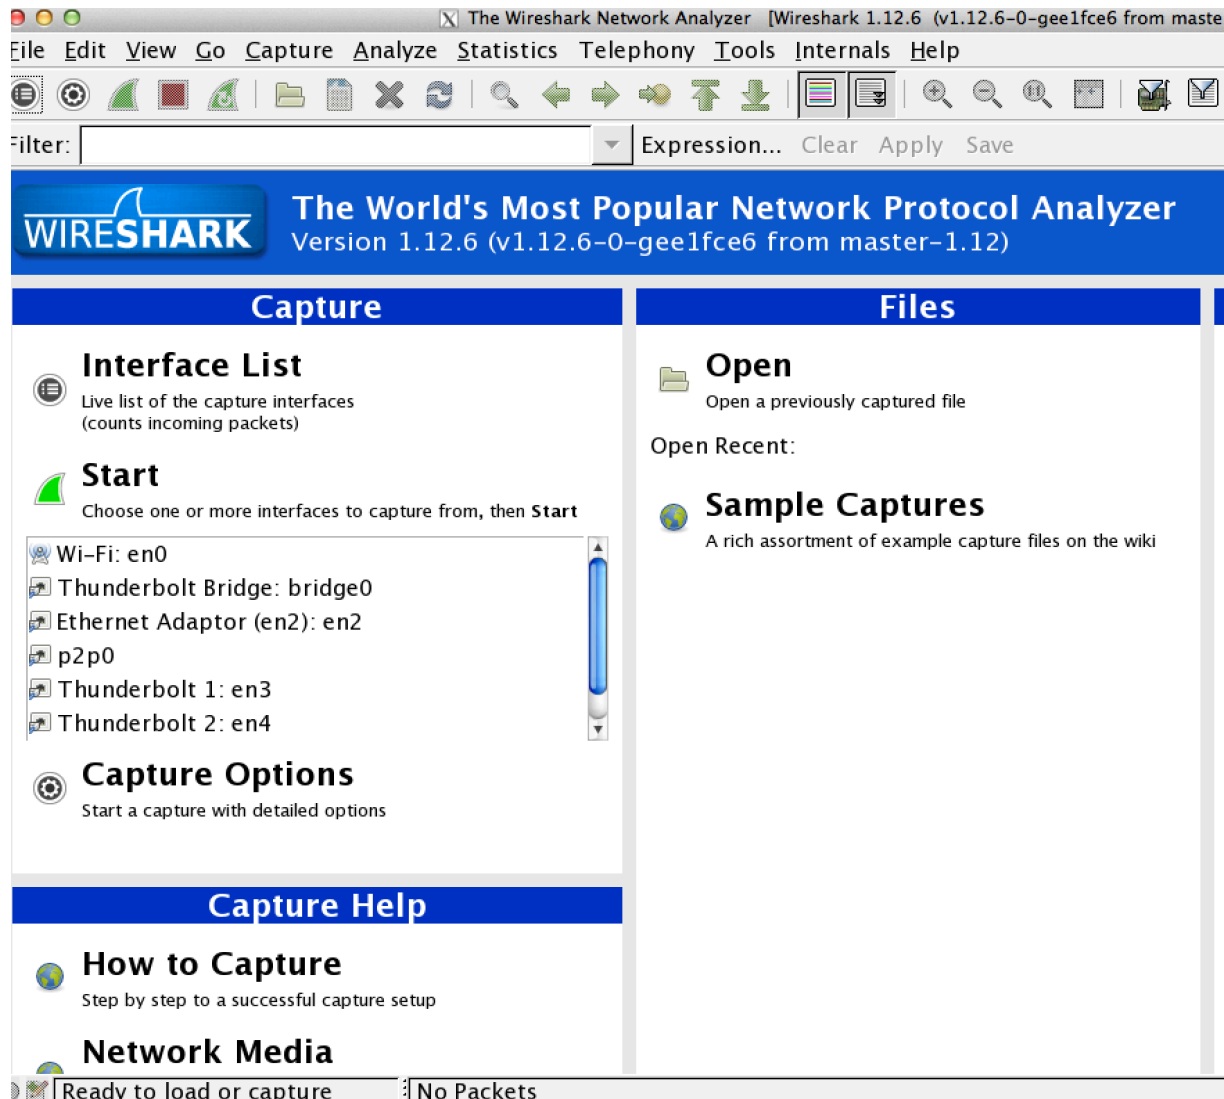 The Wireshark Network Analyzer [Wireshark 1.12.6 (v1.12.6-0-gee1fce6 from maste
File Edit View Go Capture Analyze Statistics Telephony Tools Internals Help
Filter: Expression... Clear Apply Save
WIRESHARK
The World's Most Popular Network Protocol Analyzer
Version 1.12.6 (v1.12.6-0-gee1fce6 from master-1.12)
Capture
Interface List
Live list of the capture interfaces
(counts incoming packets)
Start
Choose one or more interfaces to capture from, then Start
Wi-Fi: en0
Thunderbolt Bridge: bridge0
Ethernet Adaptor (en2): en2
p2p0
Thunderbolt 1: en3
Thunderbolt 2: en4
Capture Options
Start a capture with detailed options
Capture Help
How to Capture
Step by step to a successful capture setup
Network Media
Files
Open
Open a previously captured file
Open Recent:
Sample Captures
A rich assortment of example capture files on the wiki
Ready to load or capture
No Packets